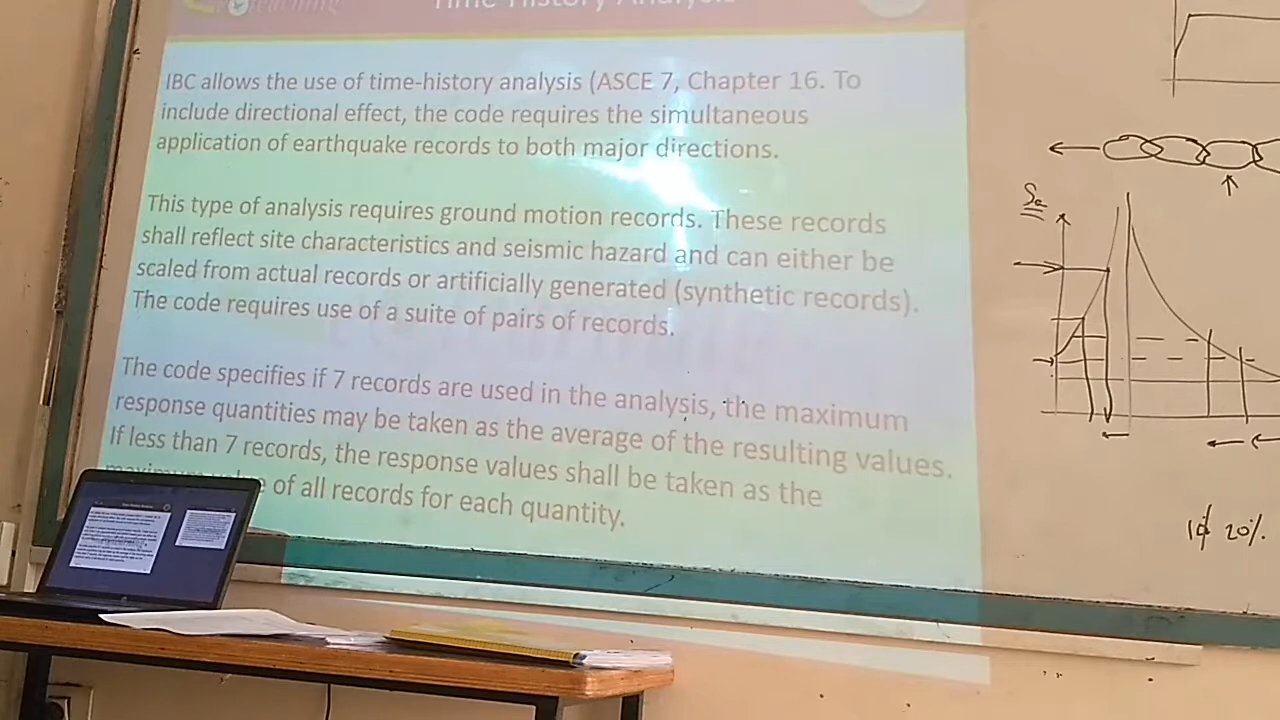 Time History Analysis
IBC allows the use of time-history analysis (ASCE 7, Chapter 16. To
include directional effect, the code requires the simultaneous
application of earthquake records to both major directions.
This type of analysis requires ground motion records. These records
shall reflect site characteristics and seismic hazard and can either be
scaled from actual records or artificially generated (synthetic records).
The code requires use of a suite of pairs of records.
The code specifies if 7 records are used in the analysis, the maximum
response quantities may be taken as the average of the resulting values.
If less than 7 records, the response values shall be taken as the
of all records for each quantity.
Sa
20%.